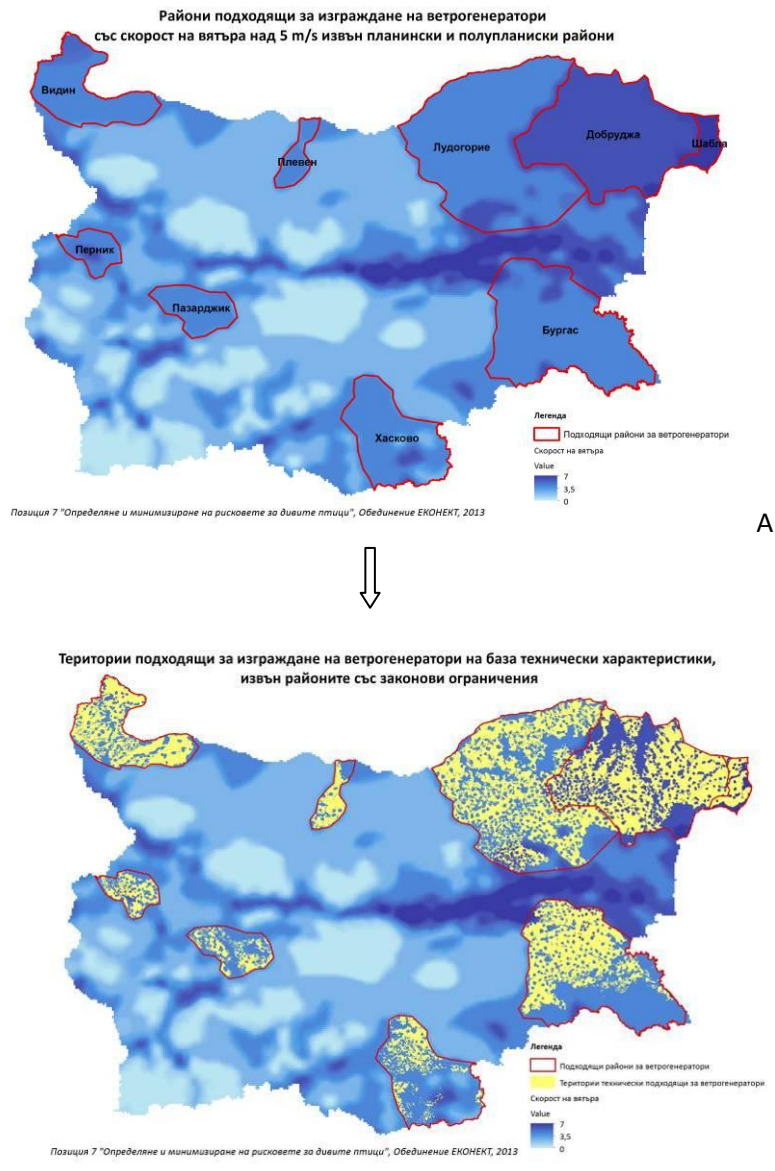 Райони подходящи за изграждане на ветрогенератори
със скорост на вятъра над 5 m/s извън планински и полупланиски райони
Видин
Плевен
Лудогорие
Добруджа
Шабла
Перник
Пазарджик
Бургас
Хасково
Легенда
Подходящи райони за ветрогенератори
Скорост на вятъра
Value
7
3,5
0
Позиция 7 "Определяне и минимизиране на рисковете за дивите птици", Обединение ЕКОНЕКТ, 2013
А
Територии подходящи за изграждане на ветрогенератори на база технически характеристики,
извън районите със законови ограничения
Легенда
Подходящи райони за ветрогенератори
Територии технически подходящи за ветрогенератори
Скорост на вятъра
Value
7
3,5
0
Позиция 7 "Определяне и минимизиране на рисковете за дивите птици", Обединение ЕКОНЕКТ, 2013